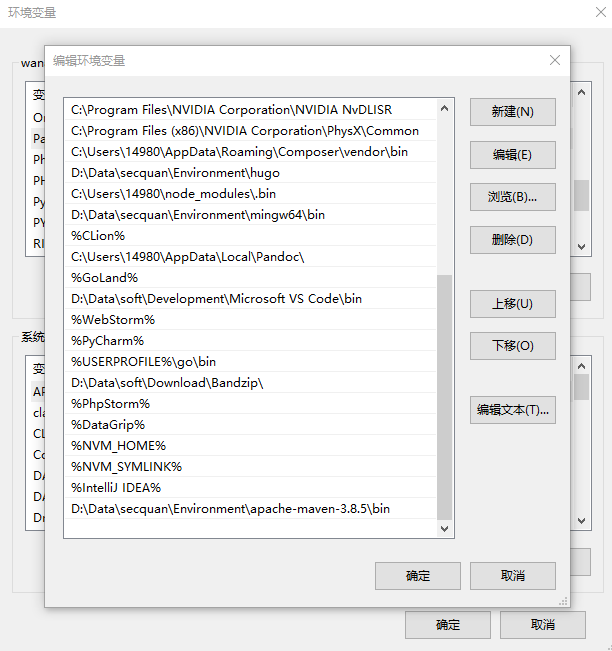 环境变量
wan
编辑环境变量
变
Or
Pa
Ph
PH
Py
PY
RI
C:\Program Files\NVIDIA Corporation\NVIDIA NvDLISR
C:\Program Files (x86)\NVIDIA Corporation\PhysX\Common
C:\Users\14980\AppData\Roaming\Composer\vendor\bin
D:\Data\secquan\Environment\hugo
C:\Users\14980\node_modules\.bin
D:\Data\secquan\Environment\mingw64\bin
%CLion%
C:\Users\14980\AppData\Local\Pandoc\
%GoLand%
D:\Data\soft\Development\Microsoft VS Code\bin
%WebStorm%
%PyCharm%
%USERPROFILE%\go\bin
D:\Data\soft\Download\Bandzip\
%PhpStorm%
%DataGrip%
%NVM_HOME%
%NVM_SYMLINK%
%IntelliJ IDEA%
D:\Data\secquan\Environment\apache-maven-3.8.5\bin
新建(N)
编辑(E)
浏览(B)...
删除(D)
上移(U)
下移(O)
编辑文本(T)...
系统
变
AP
cla
CL
Co
DA
DA
Dr
确定
取消
确定
取消